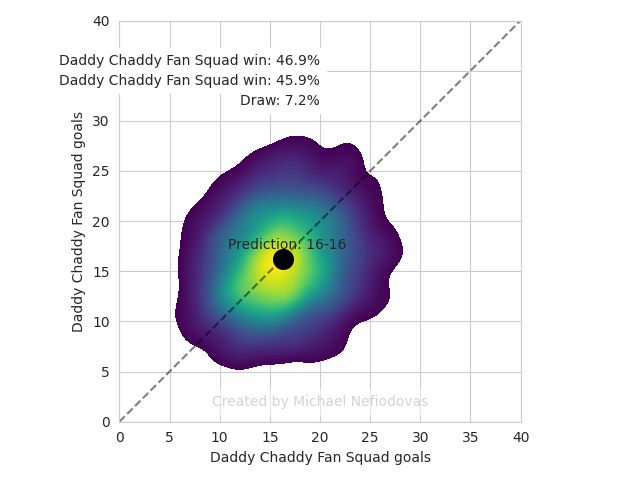 40
Daddy Chaddy Fan Squad win: 46.9%
Daddy Chaddy Fan Squad win: 45.9%
Draw: 7.2%
30
25
20
15
10
5
0
Daddy Chaddy Fan Squad goals
Prediction: 16-16
Created by Michael Nefiodovas
0 5 10 15 20 25 30 35 40
Daddy Chaddy Fan Squad goals